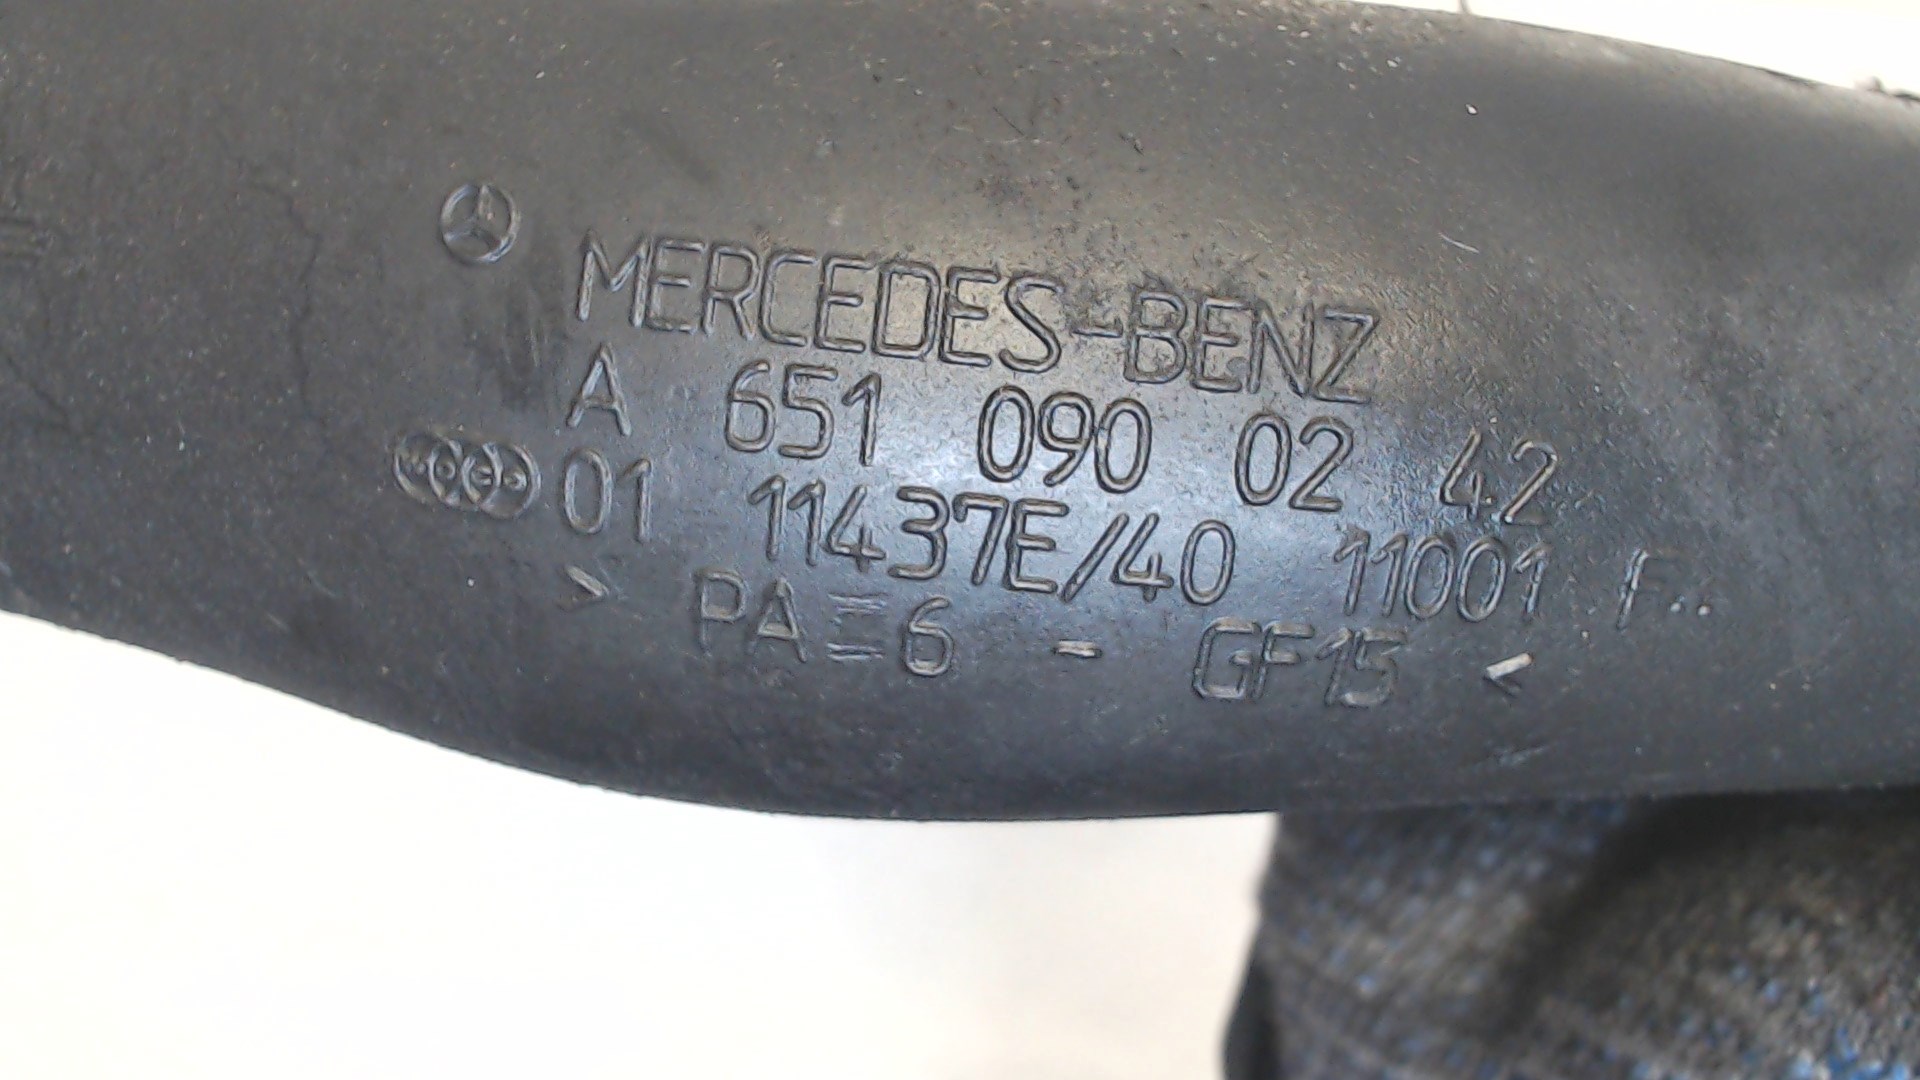 MERCEDES-BENZ
A 651 090 02 42
01 11437E/40 11001 F..
> PA 6 - GF15 <